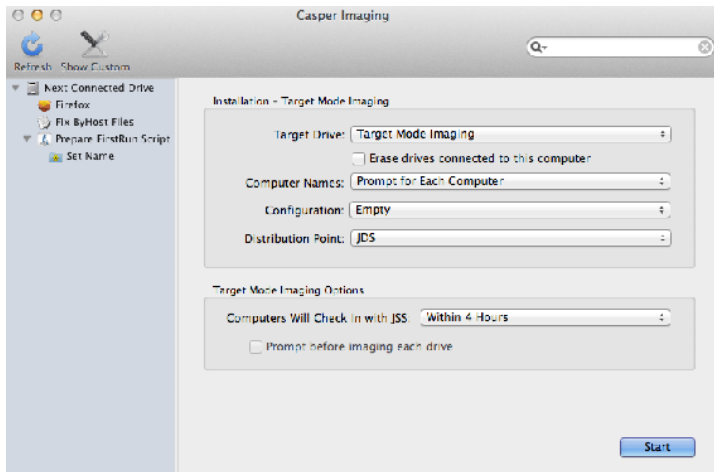 Casper Imaging
Refresh Show Custom
Next Connected Drive
Firefox
Fix ByHost Files
Prepare FirstRun Script
Set Name
Installation - Target Mode Imaging
Target Drive: Target Mode Imaging
Erase drives connected to this computer
Computer Names: Prompt for Each Computer
Configuration: Empty
Distribution Point: JDS
Target Mode Imaging Options
Computers Will Check In with JSS: Within 4 Hours
Prompt before imaging each drive
Start